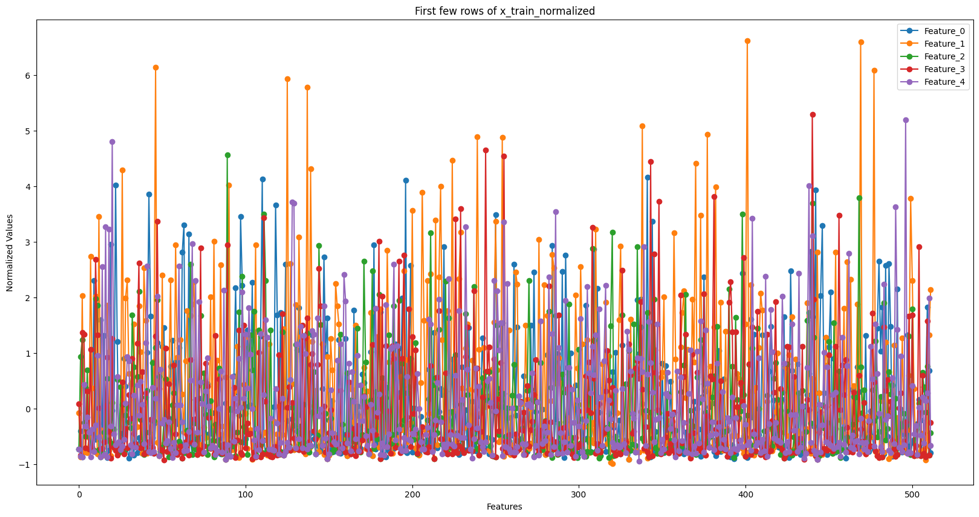 First few rows of x_train_normalized
Feature_0
Feature_1
Feature_2
Feature_3
Feature_4
Normalized Values
6
5
4
3
2
1
0
−1
0 100 200 300 400 500
Features